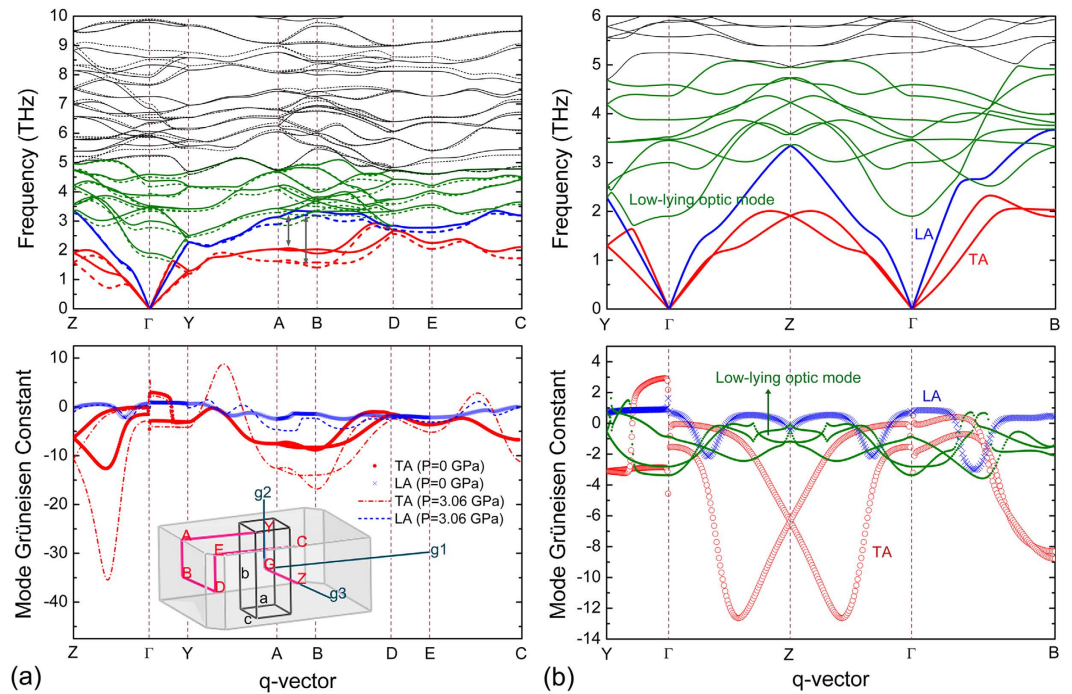 10
9
8
7
6
5
4
3
2
1
0
Frequency (THz)
Z Γ Y A B D E C
10
0
-10
-20
-30
-40
Mode Grüneisen Constant
TA (P=0 GPa)
LA (P=0 GPa)
TA (P=3.06 GPa)
LA (P=3.06 GPa)
g2
A Y
E C
g1
b G
B D Z
a g3
c
Z Γ Y A B D E C
(a) q-vector
6
5
4
3
2
1
0
Frequency (THz)
Low-lying optic mode
LA
TA
Y Γ Z Γ B
4
2
0
-2
-4
-6
-8
-10
-12
-14
Mode Grüneisen Constant
Low-lying optic mode
LA
TA
Y Γ Z Γ B
(b) q-vector